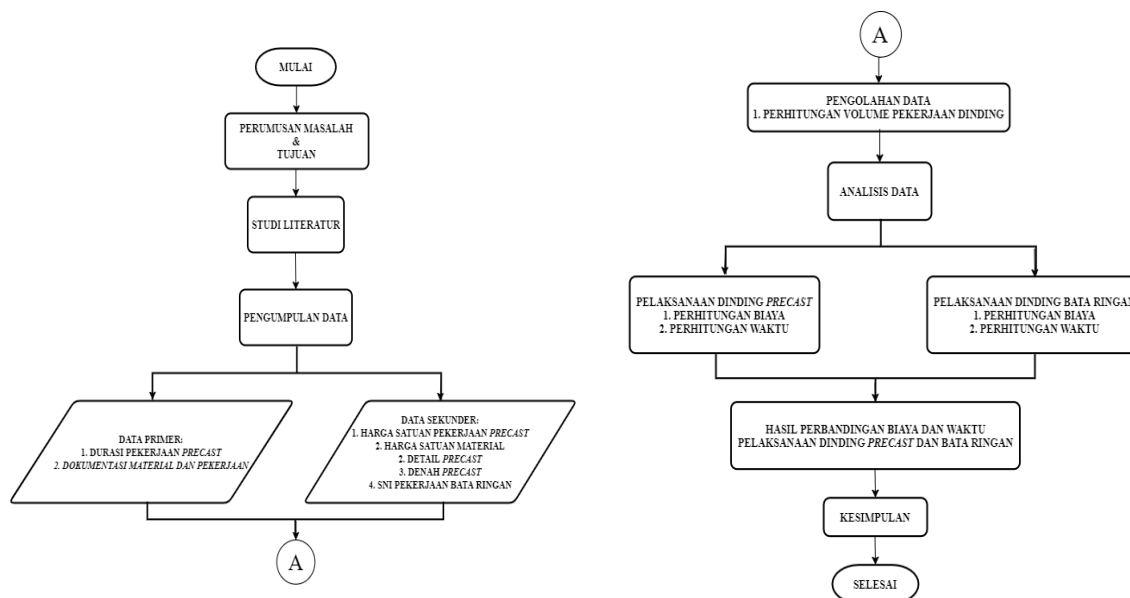 MULAI
PERUMUSAN MASALAH
&
TUJUAN
STUDI LITERATUR
PENGUMPULAN DATA
DATA PRIMER:
1. DURASI PEKERJAAN PRECAST
2. DOKUMENTASI MATERIAL DAN PEKERJAAN
DATA SEKUNDER:
1. HARGA SATUAN PEKERJAAN PRECAST
2. HARGA SATUAN MATERIAL
2. DETAIL PRECAST
3. DENAH PRECAST
4. SNI PEKERJAAN BATA RINGAN
A
A
PENGOLAHAN DATA
1. PERHITUNGAN VOLUME PEKERJAAN DINDING
ANALISIS DATA
PELAKSANAAN DINDING PRECAST
1. PERHITUNGAN BIAYA
2. PERHITUNGAN WAKTU
PELAKSANAAN DINDING BATA RINGAN
1. PERHITUNGAN BIAYA
2. PERHITUNGAN WAKTU
HASIL PERBANDINGAN BIAYA DAN WAKTU
PELAKSANAAN DINDING PRECAST DAN BATA RINGAN
KESIMPULAN
SELESAI